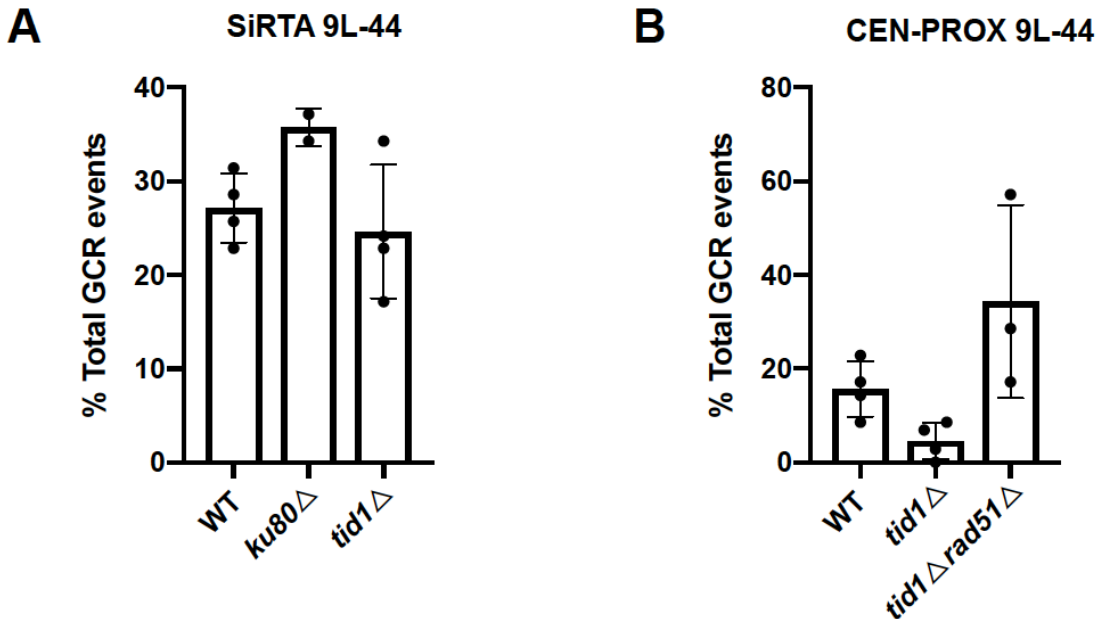 A
SiRTA 9L-44
% Total GCR events
40
30
20
10
0
WT
ku80△
tid1△
B
CEN-PROX 9L-44
% Total GCR events
80
60
40
20
0
WT
tid1△
tid1△rad51△